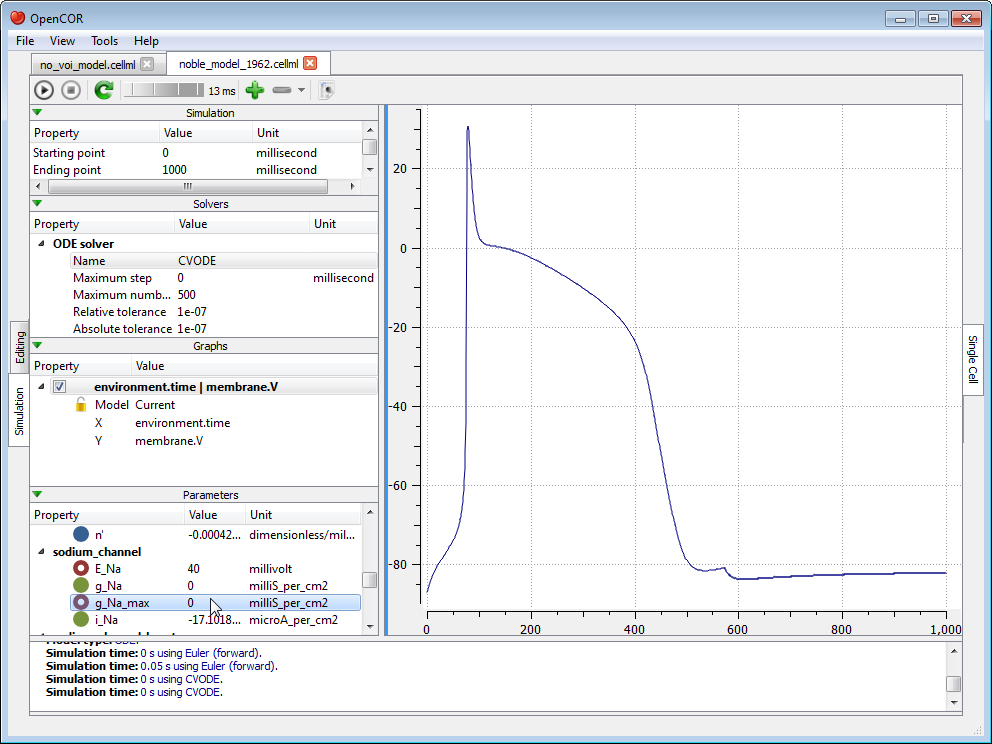 OpenCOR
File View Tools Help
no_voi_model.cellml noble_model_1962.cellml
13 ms
Simulation
Property Value Unit
Starting point 0 millisecond
Ending point 1000 millisecond
Solvers
Property Value Unit
ODE solver
Name CVODE
Maximum step 0 millisecond
Maximum numb... 500
Relative tolerance 1e-07
Absolute tolerance 1e-07
Graphs
Property Value
environment.time | membrane.V
Model Current
X environment.time
Y membrane.V
Parameters
Property Value Unit
n' -0.00042... dimensionless/mil...
sodium_channel
E_Na 40 millivolt
g_Na 0 milliS_per_cm2
g_Na_max 0 milliS_per_cm2
i_Na -17.1018... microA_per_cm2
Editing
Simulation
20
0
-20
-40
-60
-80
0 200 400 600 800 1,000
Single Cell
Simulation time: 0 s using Euler (forward).
Simulation time: 0.05 s using Euler (forward).
Simulation time: 0 s using CVODE.
Simulation time: 0 s using CVODE.